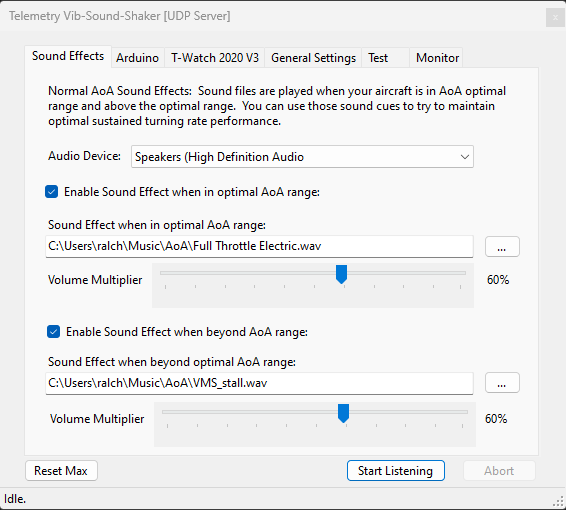 Telemetry Vib-Sound-Shaker [UDP Server]
x
Sound Effects Arduino T-Watch 2020 V3 General Settings Test Monitor
Normal AoA Sound Effects: Sound files are played when your aircraft is in AoA optimal
range and above the optimal range. You can use those sound cues to try to maintain
optimal sustained turning rate performance.
Audio Device: Speakers (High Definition Audio
Enable Sound Effect when in optimal AoA range:
Sound Effect when in optimal AoA range:
C:\Users\ralch\Music\AoA\Full Throttle Electric.wav ...
Volume Multiplier 60%
Enable Sound Effect when beyond AoA range:
Sound Effect when beyond optimal AoA range:
C:\Users\ralch\Music\AoA\VMS_stall.wav ...
Volume Multiplier 60%
Reset Max Start Listening Abort
Idle.